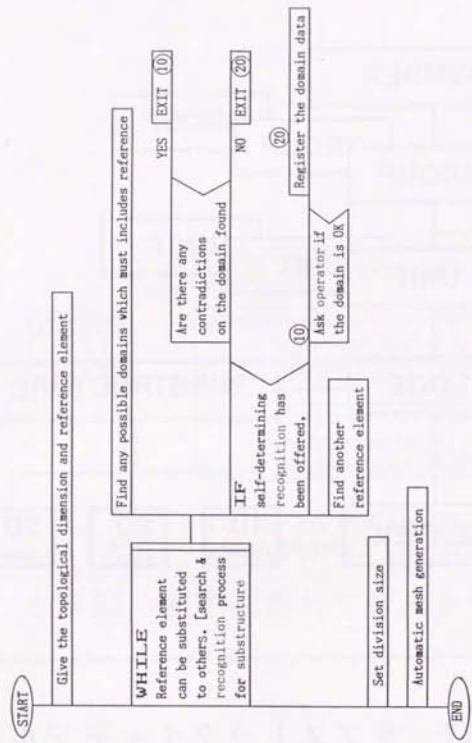 START
Give the topological dimension and reference element
WHILE
Reference element
can be substituted
to others. [search &
recognition process
for substructure
Find any possible domains which must includes reference
Are there any
contradictions
on the domain found
YES
EXIT ⑩
IF
self-determining
recognition has
been offered,
NO
EXIT ⑳
⑩
Ask operator if
the domain is OK
⑳
Register the domain data
Find another
reference element
Set division size
Automatic mesh generation
END